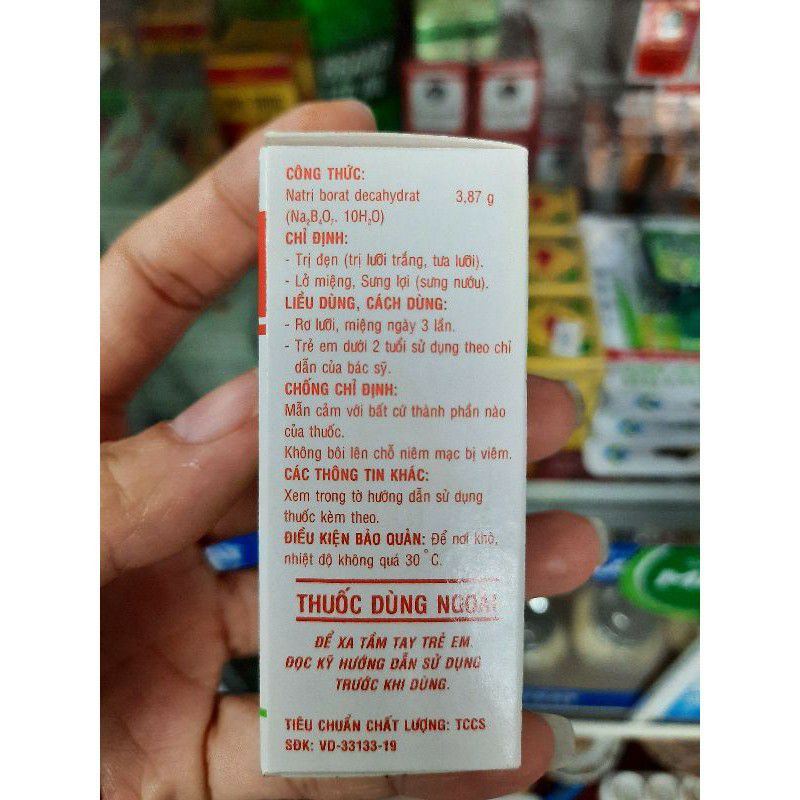 CÔNG THỨC:
Natri borat decahydrat 3,87 g
(Na₂B₄O₇. 10H₂O)
CHỈ ĐỊNH:
- Trị đẹn (trị lưỡi trắng, tưa lưỡi).
- Lở miệng, Sưng lợi (sưng nướu).
LIỀU DÙNG, CÁCH DÙNG:
- Rơ lưỡi, miệng ngày 3 lần.
- Trẻ em dưới 2 tuổi sử dụng theo chỉ
dẫn của bác sỹ.
CHỐNG CHỈ ĐỊNH:
Mẫn cảm với bất cứ thành phần nào
của thuốc.
Không bôi lên chỗ niêm mạc bị viêm.
CÁC THÔNG TIN KHÁC:
Xem trong tờ hướng dẫn sử dụng
thuốc kèm theo.
ĐIỀU KIỆN BẢO QUẢN: Để nơi khô,
nhiệt độ không quá 30°C.
THUỐC DÙNG NGOÀI
ĐỂ XA TẦM TAY TRẺ EM.
ĐỌC KỸ HƯỚNG DẪN SỬ DỤNG
TRƯỚC KHI DÙNG.
TIÊU CHUẨN CHẤT LƯỢNG: TCCS
SĐK: VD-33133-19